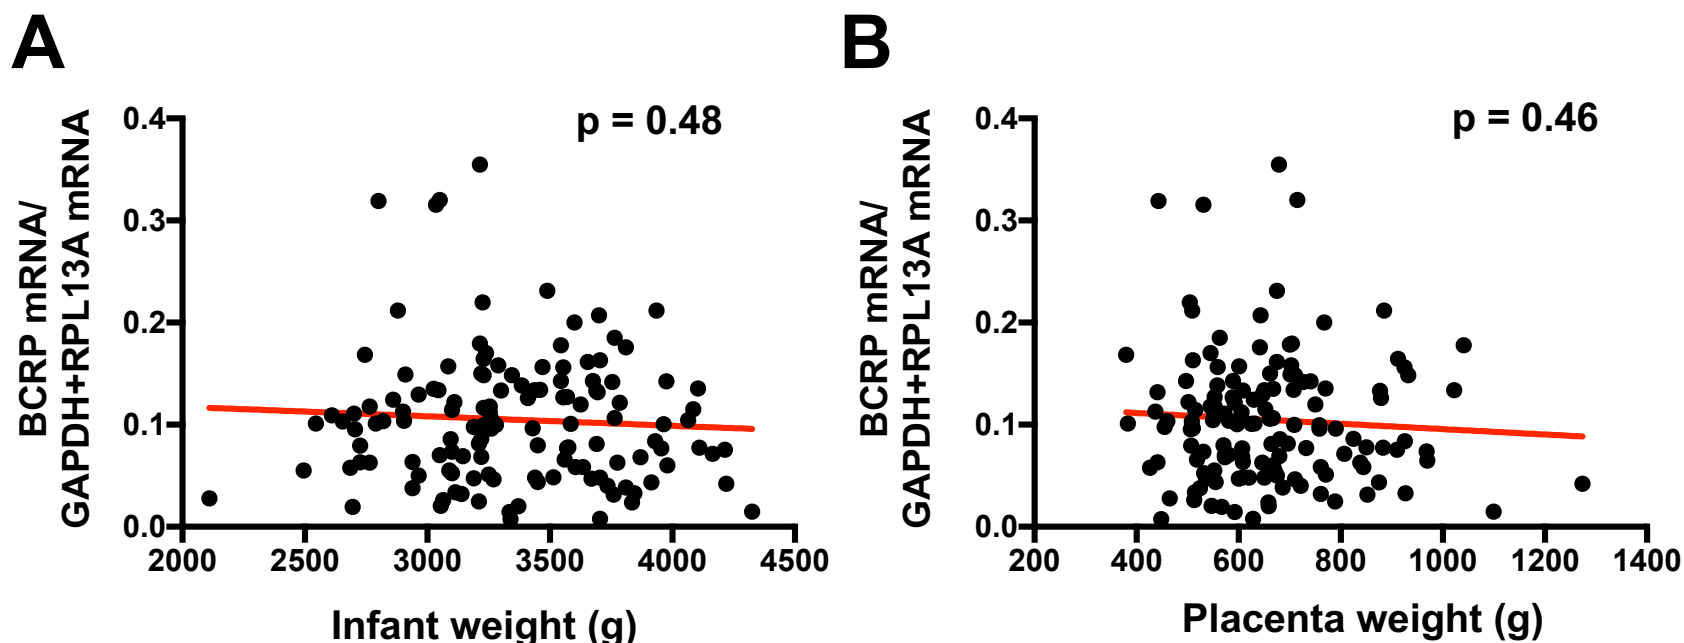 A
B
p = 0.48
p = 0.46
BCRP mRNA/
GAPDH+RPL13A mRNA
0.4
0.3
0.2
0.1
0.0
2000 2500 3000 3500 4000 4500
Infant weight (g)
BCRP mRNA/
GAPDH+RPL13A mRNA
0.4
0.3
0.2
0.1
0.0
200 400 600 800 1000 1200 1400
Placenta weight (g)